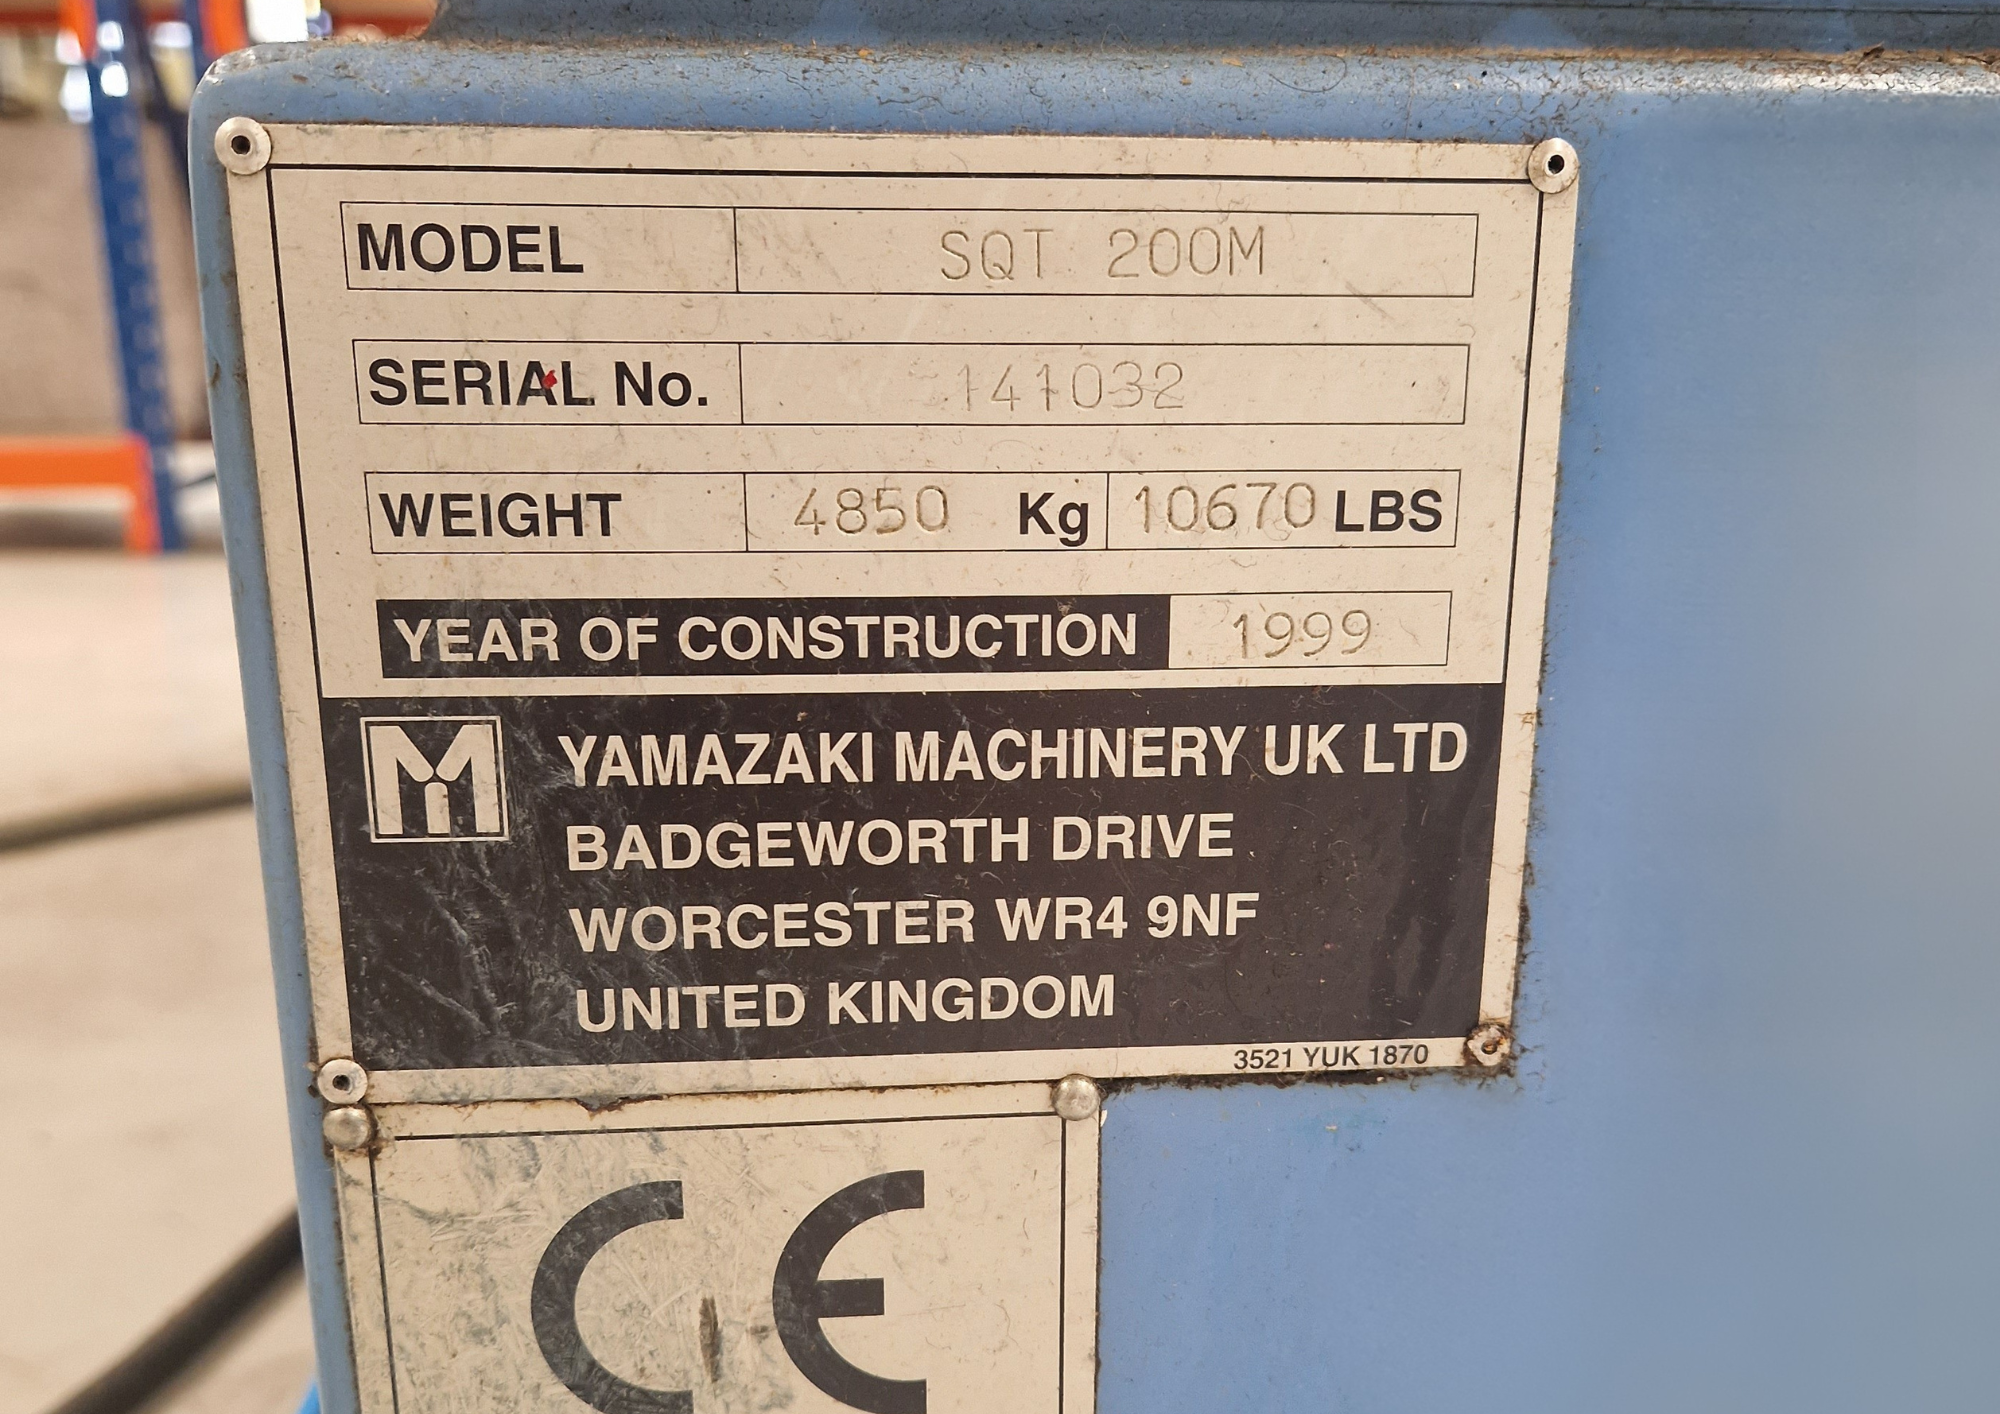 MODEL SQT 200M
SERIAL No. 141032
WEIGHT 4850 Kg 10670 LBS
YEAR OF CONSTRUCTION 1999
YAMAZAKI MACHINERY UK LTD
BADGEWORTH DRIVE
WORCESTER WR4 9NF
UNITED KINGDOM
3521 YUK 1870
CE